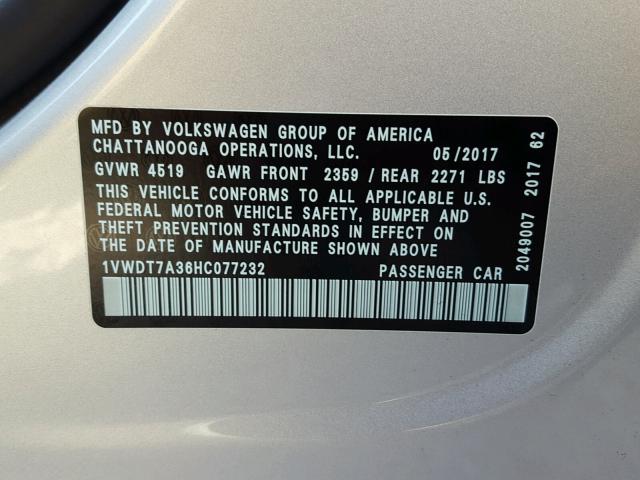 MFD BY VOLKSWAGEN GROUP OF AMERICA
CHATTANOOGA OPERATIONS, LLC. 05/2017
GVWR 4519 GAWR FRONT 2359 / REAR 2271 LBS
THIS VEHICLE CONFORMS TO ALL APPLICABLE U.S.
FEDERAL MOTOR VEHICLE SAFETY, BUMPER AND
THEFT PREVENTION STANDARDS IN EFFECT ON
THE DATE OF MANUFACTURE SHOWN ABOVE
1VWDT7A36HC077232 PASSENGER CAR
2049007 2017 62